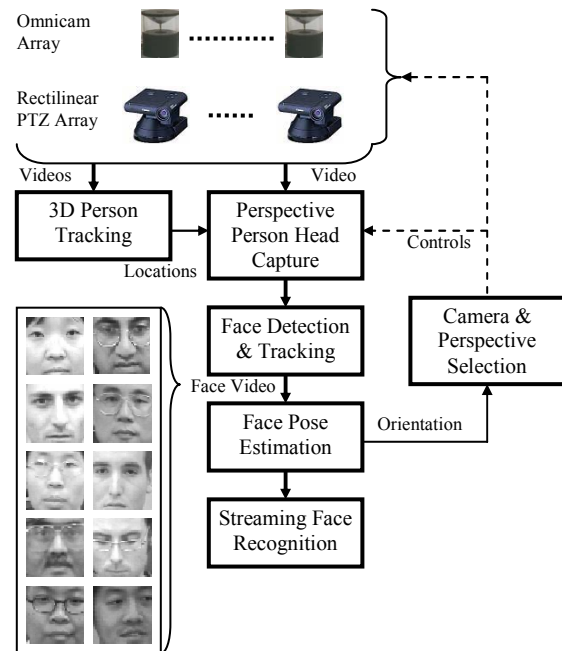 Omnicam
Array
Rectilinear
PTZ Array
Videos
Video
3D Person
Tracking
Perspective
Person Head
Capture
Controls
Locations
Face Detection
& Tracking
Camera &
Perspective
Selection
Face Video
Face Pose
Estimation
Orientation
Streaming Face
Recognition